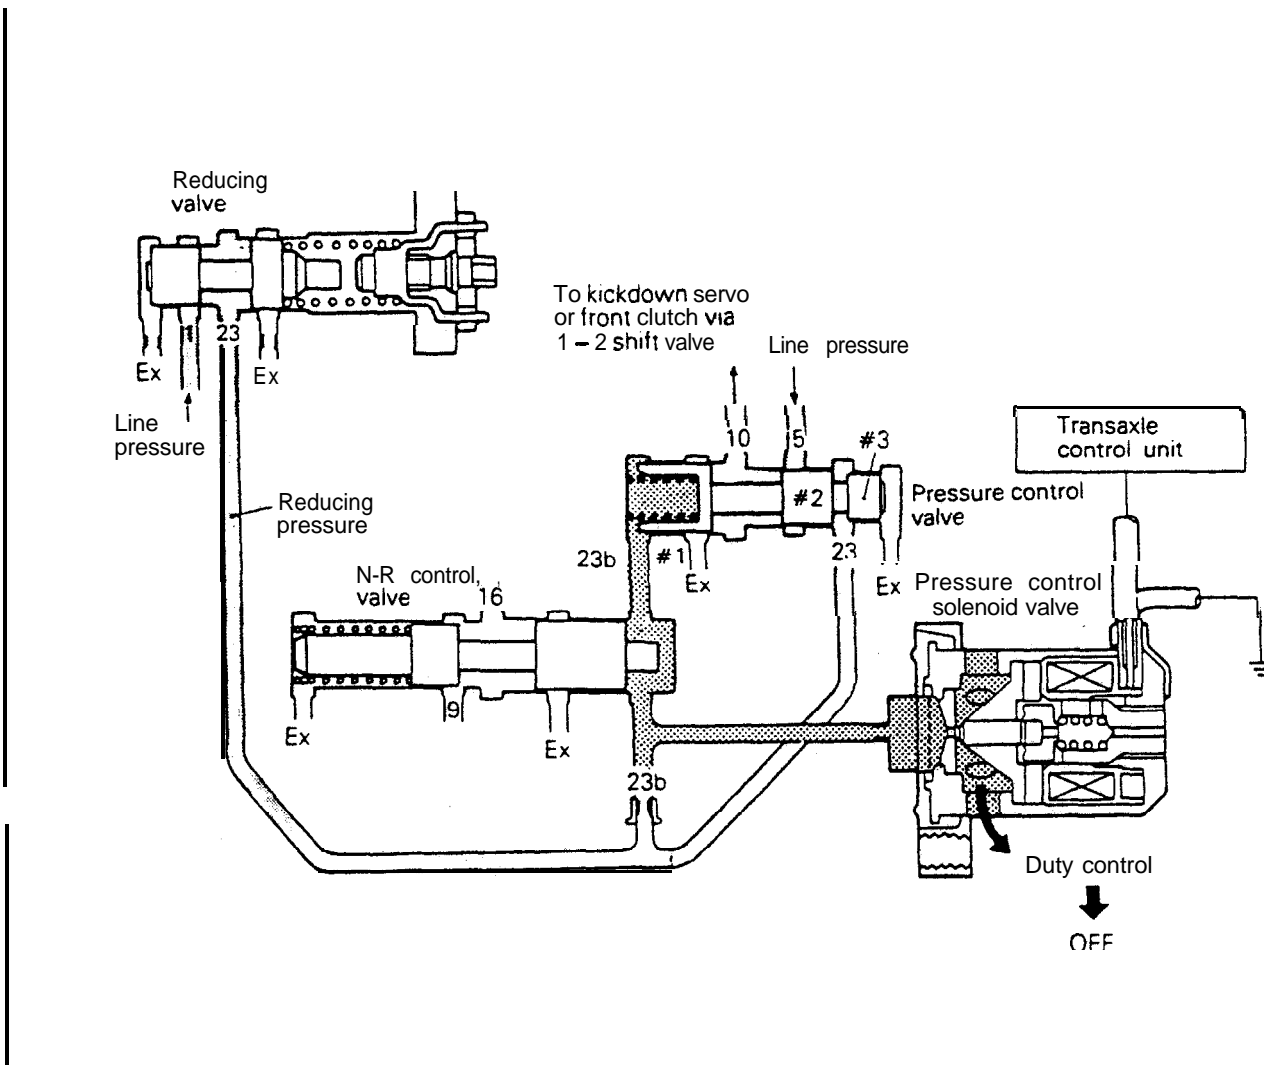 Reducing
valve
To kickdown servo
or front clutch via
1 – 2 shift valve
Line pressure
1
23
Ex
Ex
Line
pressure
10
5
#3
Transaxle
control unit
#2
Pressure control
valve
Reducing
pressure
23b
#1
23
Ex
Ex
N-R control
valve
16
Pressure control
solenoid valve
9
Ex
Ex
23b
Duty control
OFF